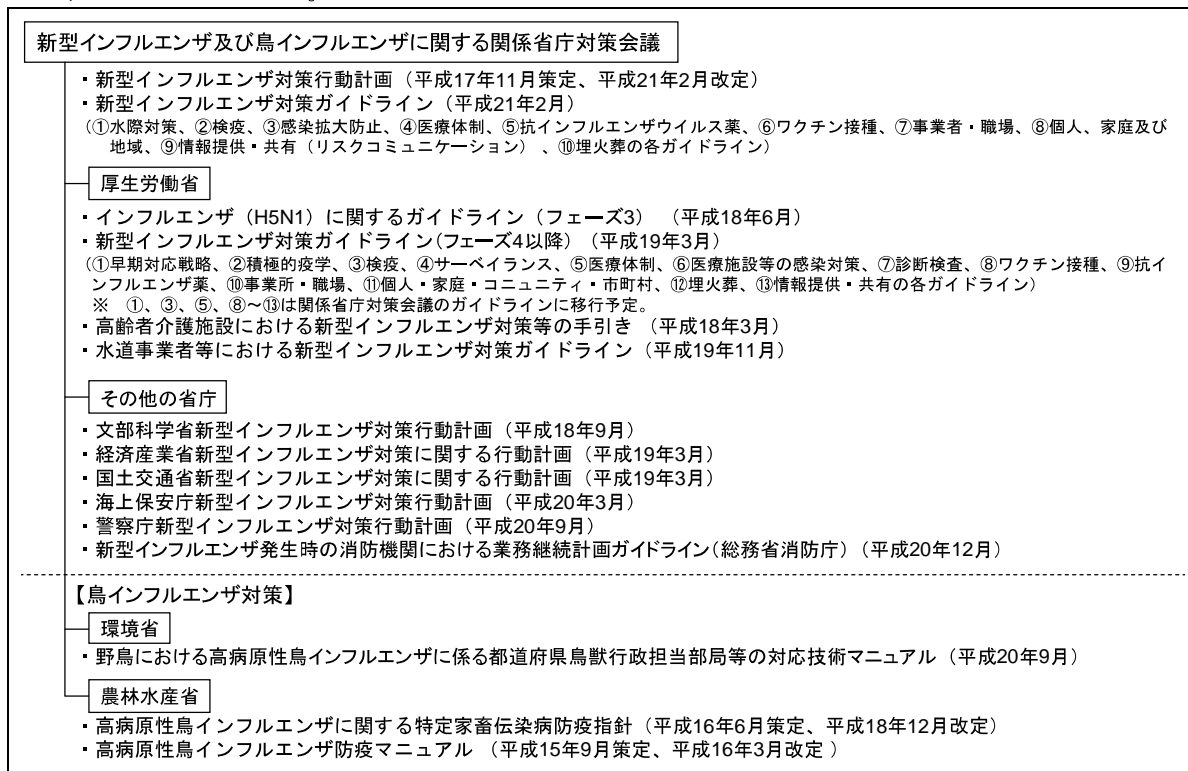 新型インフルエンザ及び鳥インフルエンザに関する関係省庁対策会議
・新型インフルエンザ対策行動計画（平成17年11月策定、平成21年2月改定）
・新型インフルエンザ対策ガイドライン（平成21年2月）
（①水際対策、②検疫、③感染拡大防止、④医療体制、⑤抗インフルエンザウイルス薬、⑥ワクチン接種、⑦事業者・職場、⑧個人、家庭及び
地域、⑨情報提供・共有（リスクコミュニケーション）、⑩埋火葬の各ガイドライン）
厚生労働省
・インフルエンザ（H5N1）に関するガイドライン（フェーズ3）（平成18年6月）
・新型インフルエンザ対策ガイドライン（フェーズ4以降）（平成19年3月）
（①早期対応戦略、②積極的疫学、③検疫、④サーベイランス、⑤医療体制、⑥医療施設等の感染対策、⑦診断検査、⑧ワクチン接種、⑨抗イ
ンフルエンザ薬、⑩事業所・職場、⑪個人・家庭・コニュニティ・市町村、⑫埋火葬、⑬情報提供・共有の各ガイドライン）
※　①、③、⑤、⑧～⑬は関係省庁対策会議のガイドラインに移行予定。
・高齢者介護施設における新型インフルエンザ対策等の手引き（平成18年3月）
・水道事業者等における新型インフルエンザ対策ガイドライン（平成19年11月）
その他の省庁
・文部科学省新型インフルエンザ対策行動計画（平成18年9月）
・経済産業省新型インフルエンザ対策に関する行動計画（平成19年3月）
・国土交通省新型インフルエンザ対策に関する行動計画（平成19年3月）
・海上保安庁新型インフルエンザ対策行動計画（平成20年3月）
・警察庁新型インフルエンザ対策行動計画（平成20年9月）
・新型インフルエンザ発生時の消防機関における業務継続計画ガイドライン（総務省消防庁）（平成20年12月）
【鳥インフルエンザ対策】
環境省
・野鳥における高病原性鳥インフルエンザに係る都道府県鳥獣行政担当部局等の対応技術マニュアル（平成20年9月）
農林水産省
・高病原性鳥インフルエンザに関する特定家畜伝染病防疫指針（平成16年6月策定、平成18年12月改定）
・高病原性鳥インフルエンザ防疫マニュアル（平成15年9月策定、平成16年3月改定）